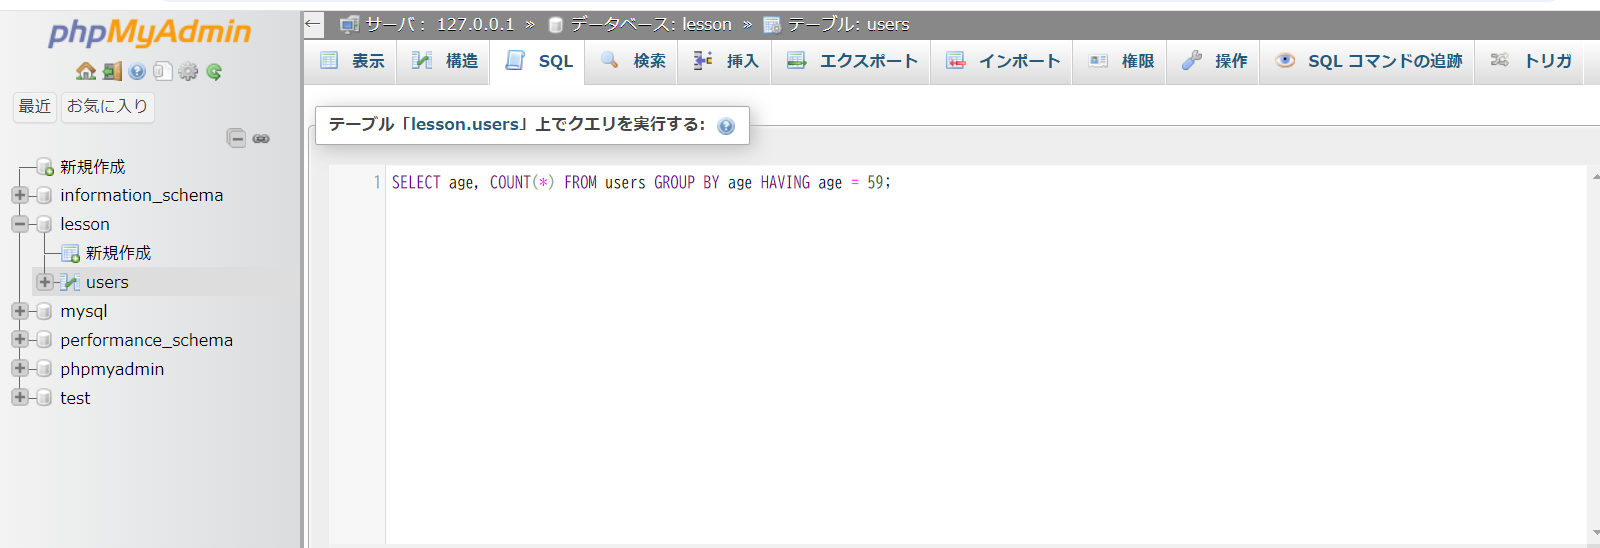 phpMyAdmin
最近 お気に入り
新規作成
information_schema
lesson
新規作成
users
mysql
performance_schema
phpmyadmin
test
← サーバ: 127.0.0.1 » データベース: lesson » テーブル: users
表示 構造 SQL 検索 挿入 エクスポート インポート 権限 操作 SQL コマンドの追跡 トリガ
テーブル「lesson.users」上でクエリを実行する:
1 SELECT age, COUNT(*) FROM users GROUP BY age HAVING age = 59;